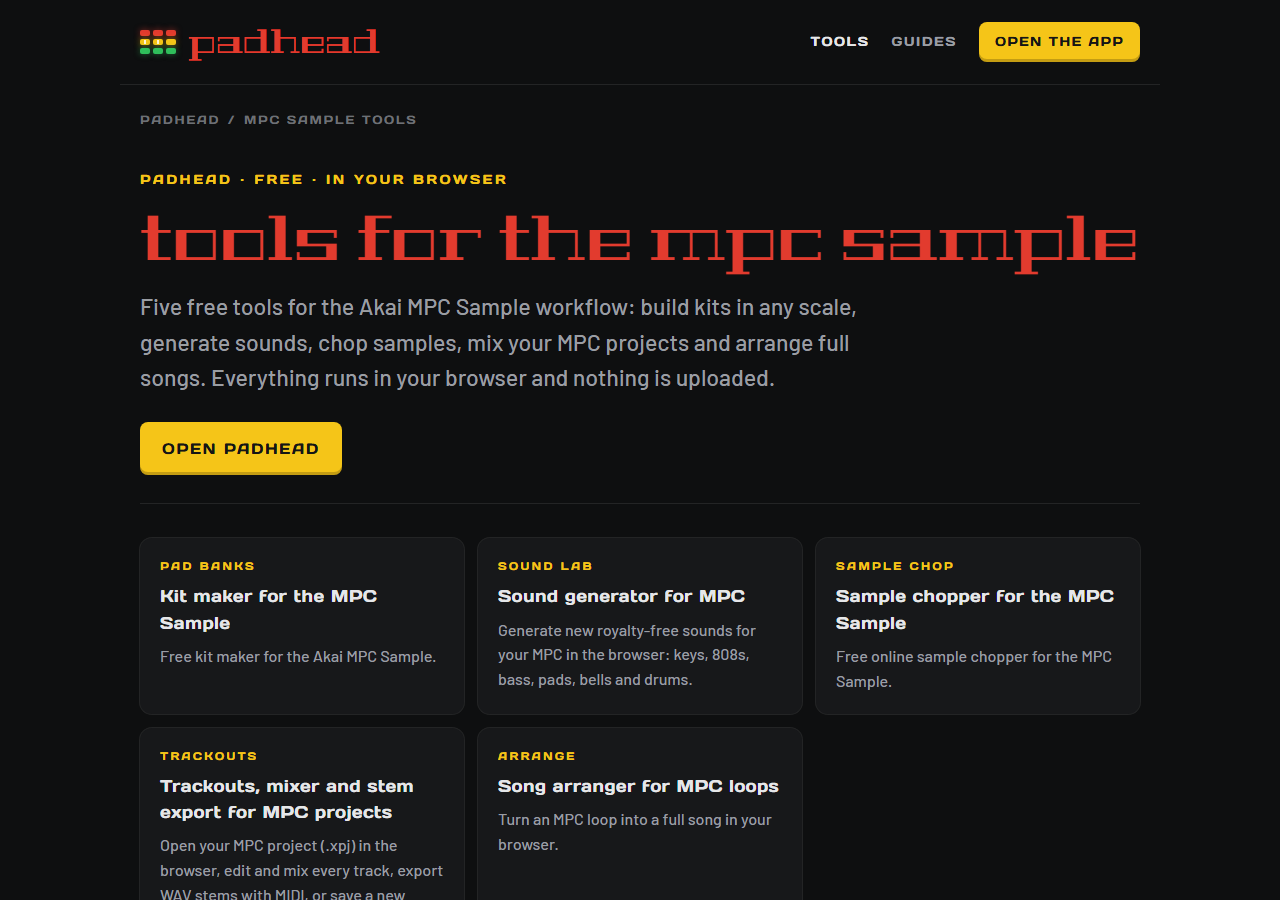 padhead
TOOLS GUIDES OPEN THE APP
PADHEAD / MPC SAMPLE TOOLS
PADHEAD · FREE · IN YOUR BROWSER
tools for the mpc sample
Five free tools for the Akai MPC Sample workflow: build kits in any scale,
generate sounds, chop samples, mix your MPC projects and arrange full
songs. Everything runs in your browser and nothing is uploaded.
OPEN PADHEAD
PAD BANKS
Kit maker for the MPC
Sample
Free kit maker for the Akai MPC Sample.
SOUND LAB
Sound generator for MPC
Generate new royalty-free sounds for
your MPC in the browser: keys, 808s,
bass, pads, bells and drums.
SAMPLE CHOP
Sample chopper for the MPC
Sample
Free online sample chopper for the MPC
Sample.
TRACKOUTS
Trackouts, mixer and stem
export for MPC projects
Open your MPC project (.xpj) in the
browser, edit and mix every track, export
WAV stems with MIDI, or save a new
ARRANGE
Song arranger for MPC loops
Turn an MPC loop into a full song in your
browser.